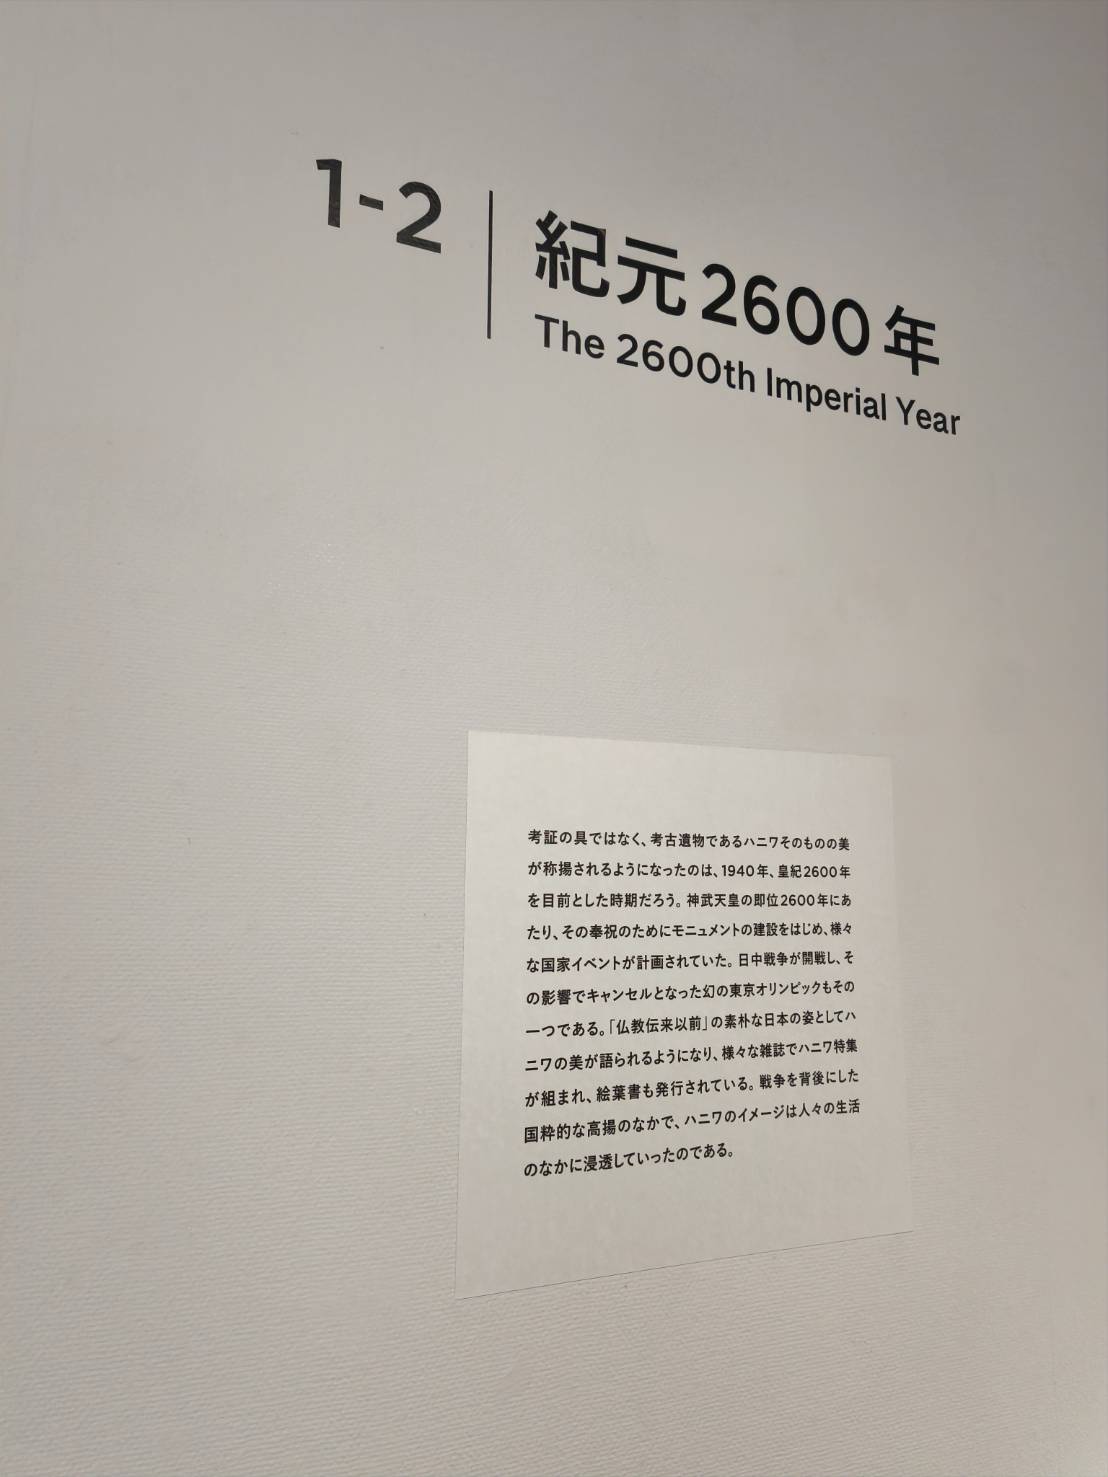 1-2
紀元2600年
The 2600th Imperial Year
考証の具ではなく、考古遺物であるハニワそのものの美
が称揚されるようになったのは、1940年、皇紀2600年
を目前とした時期だろう。神武天皇の即位2600年にあ
たり、その奉祝のためにモニュメントの建設をはじめ、様々
な国家イベントが計画されていた。日中戦争が開戦し、そ
の影響でキャンセルとなった幻の東京オリンピックもその
一つである。「仏教伝来以前」の素朴な日本の姿としてハ
ニワの美が語られるようになり、様々な雑誌でハニワ特集
が組まれ、絵葉書も発行されている。戦争を背後にした
国粋的な高揚のなかで、ハニワのイメージは人々の生活
のなかに浸透していったのである。